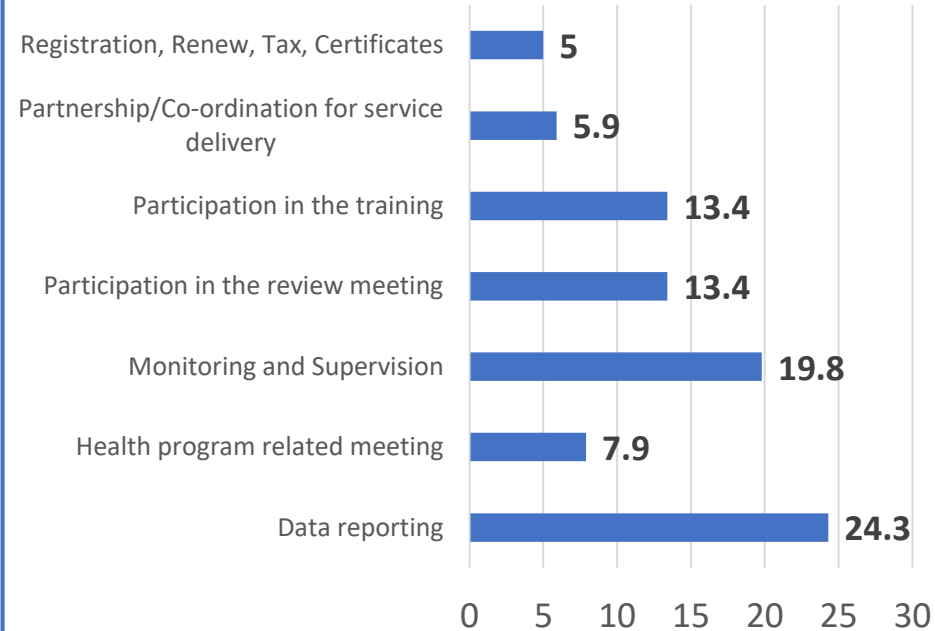 Registration, Renew, Tax, Certificates
5
Partnership/Co-ordination for service
delivery
5.9
Participation in the training
13.4
Participation in the review meeting
13.4
Monitoring and Supervision
19.8
Health program related meeting
7.9
Data reporting
24.3
0 5 10 15 20 25 30